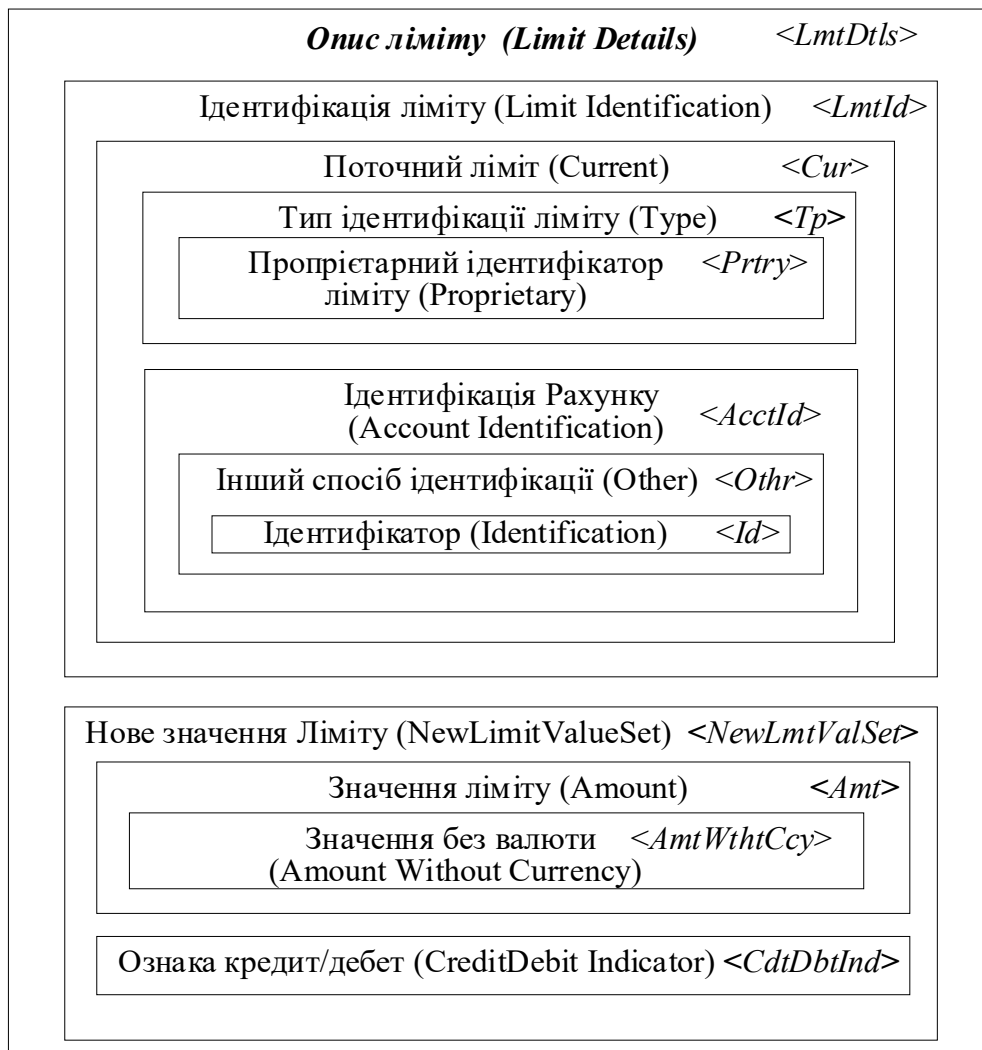 Опис ліміту (Limit Details) <LmtDtls>
Ідентифікація ліміту (Limit Identification) <LmtId>
Поточний ліміт (Current) <Cur>
Тип ідентифікації ліміту (Type) <Tp>
Пропрієтарний ідентифікатор <Prtry>
ліміту (Proprietary)
Ідентифікація Рахунку
(Account Identification) <AcctId>
Інший спосіб ідентифікації (Other) <Othr>
Ідентифікатор (Identification) <Id>
Нове значення Ліміту (NewLimitValueSet) <NewLmtValSet>
Значення ліміту (Amount) <Amt>
Значення без валюти <AmtWthtCcy>
(Amount Without Currency)
Ознака кредит/дебет (CreditDebit Indicator) <CdtDbtInd>